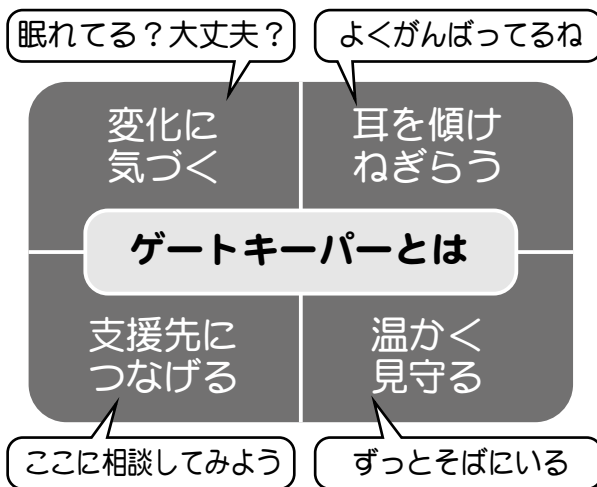 眠れてる？大丈夫？
よくがんばってるね
変化に
気づく
耳を傾け
ねぎらう
ゲートキーパーとは
支援先に
つなげる
温かく
見守る
ここに相談してみよう
ずっとそばにいる